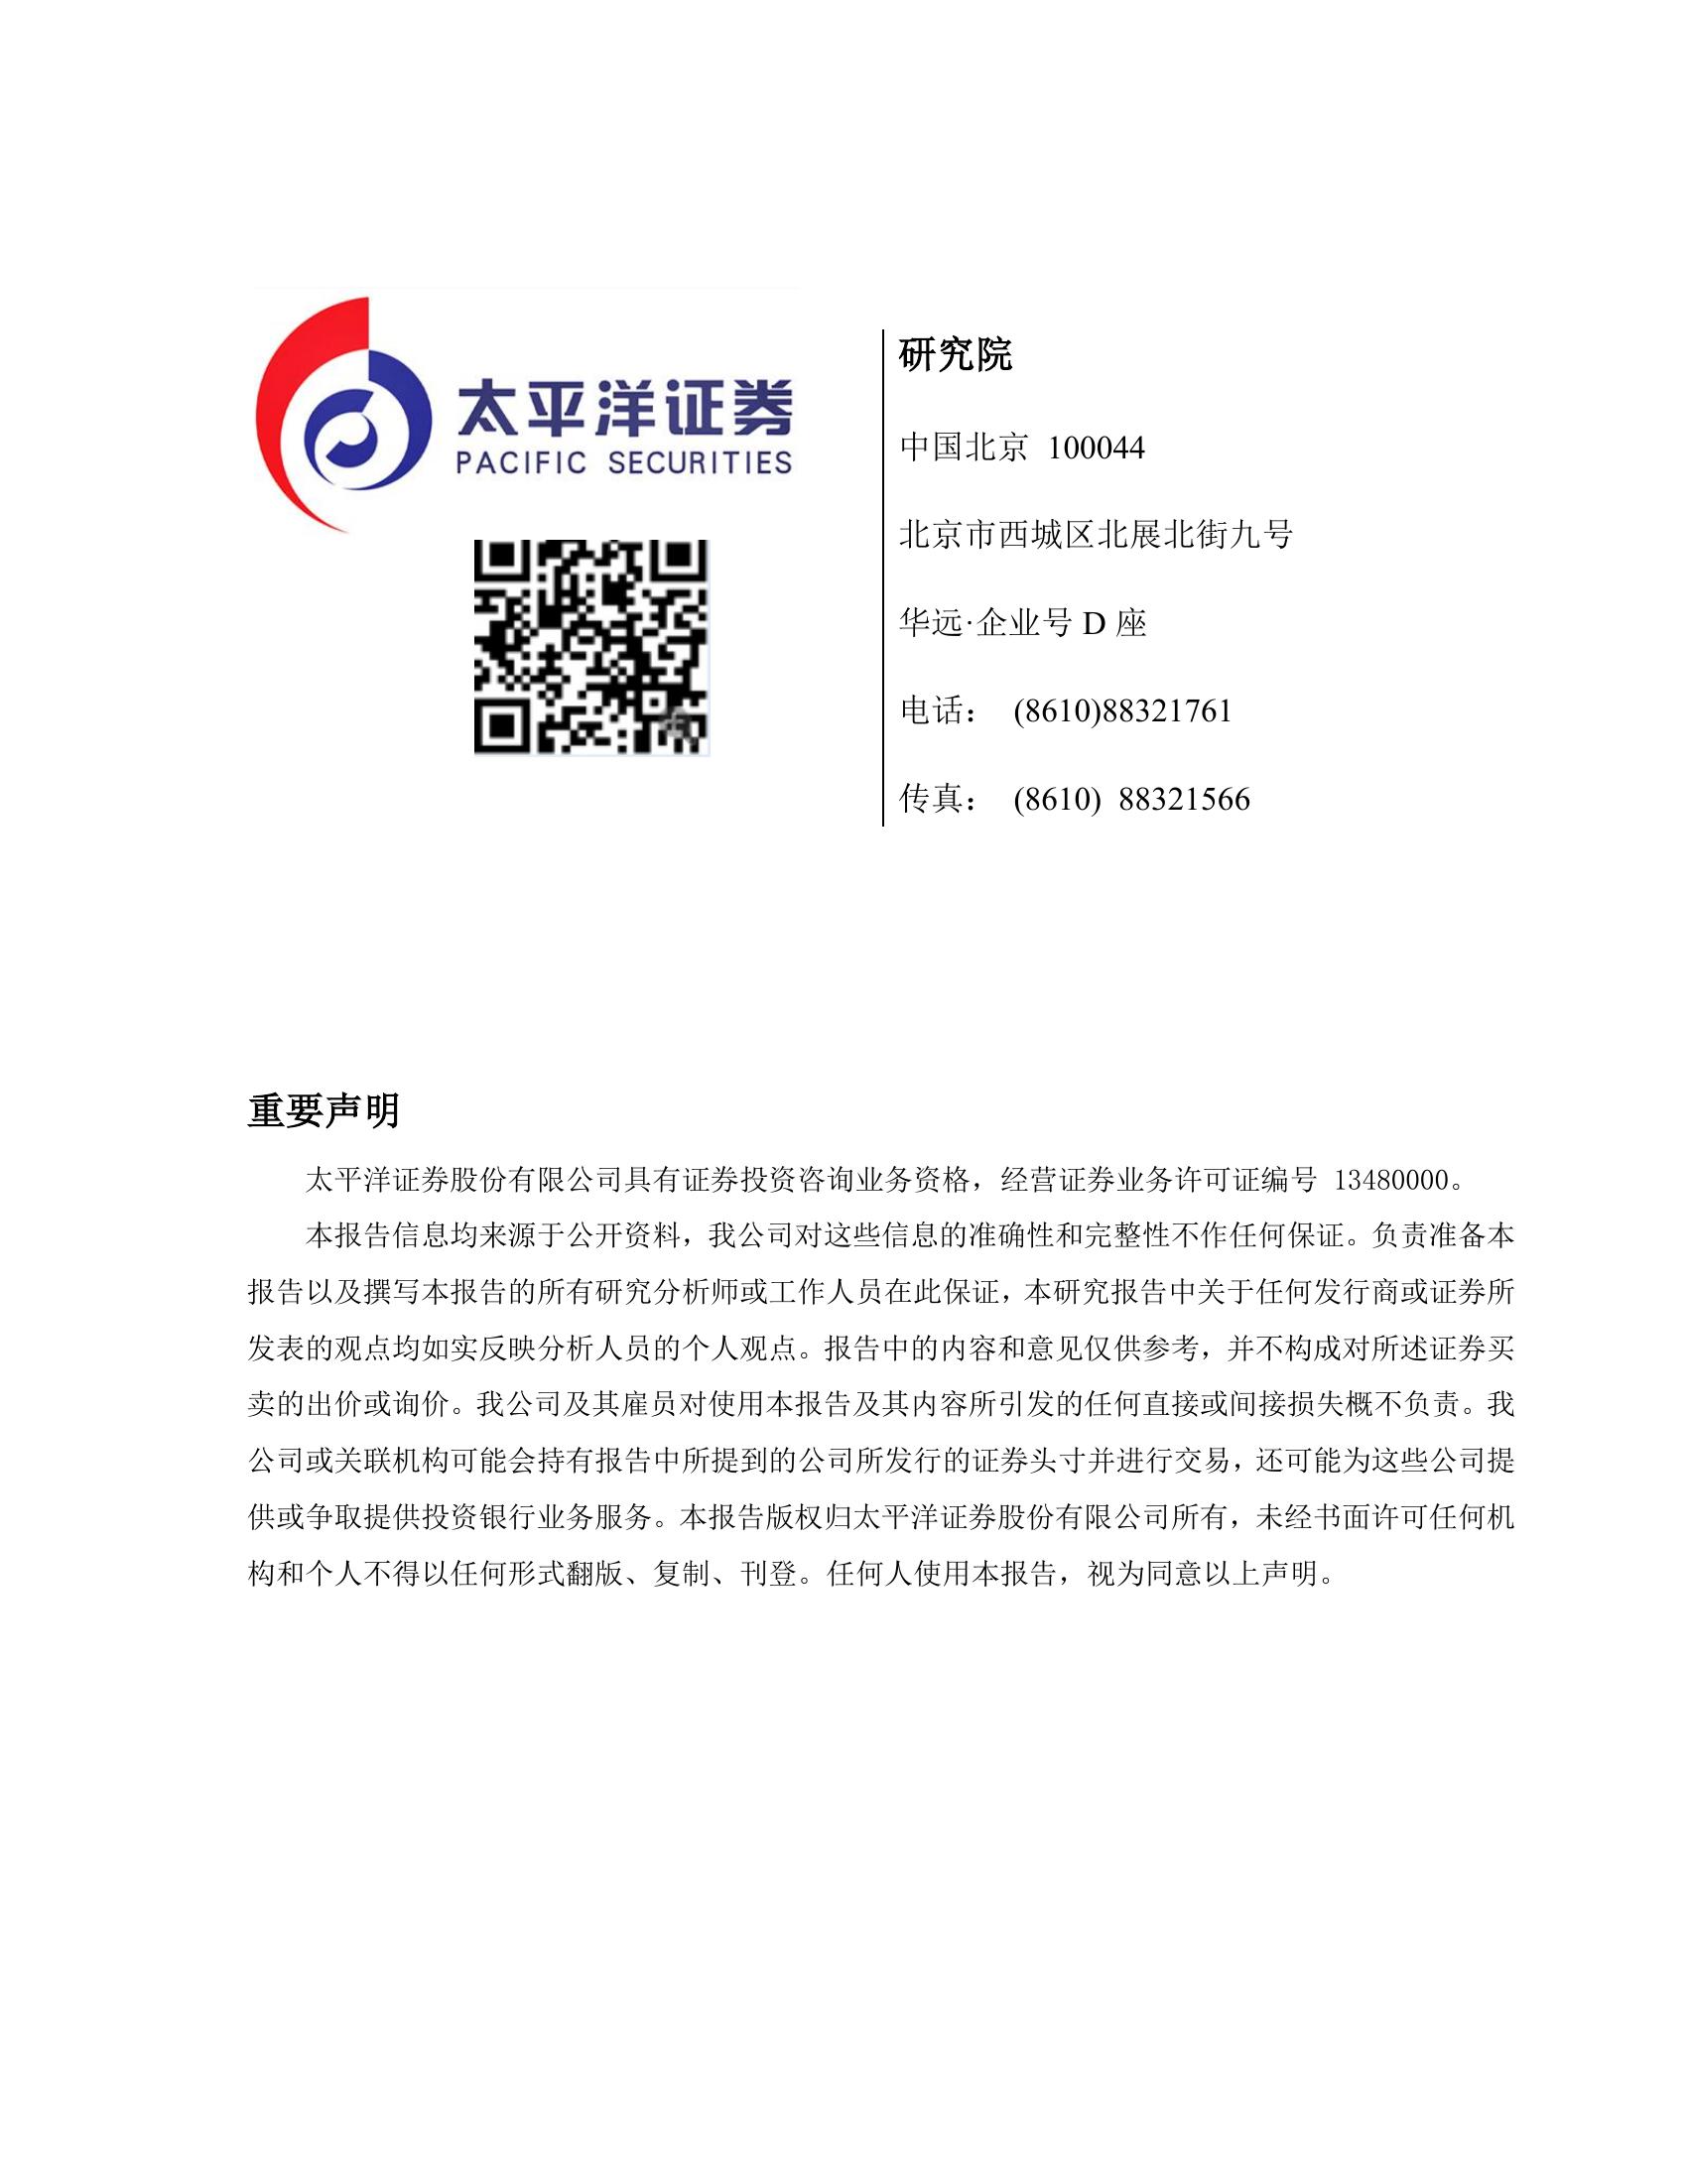 太平洋证券
PACIFIC SECURITIES
研究院
中国北京 100044
北京市西城区北展北街九号
华远·企业号 D 座
电话： (8610)88321761
传真： (8610) 88321566
重要声明
太平洋证券股份有限公司具有证券投资咨询业务资格，经营证券业务许可证编号 13480000。
本报告信息均来源于公开资料，我公司对这些信息的准确性和完整性不作任何保证。负责准备本
报告以及撰写本报告的所有研究分析师或工作人员在此保证，本研究报告中关于任何发行商或证券所
发表的观点均如实反映分析人员的个人观点。报告中的内容和意见仅供参考，并不构成对所述证券买
卖的出价或询价。我公司及其雇员对使用本报告及其内容所引发的任何直接或间接损失概不负责。我
公司或关联机构可能会持有报告中所提到的公司所发行的证券头寸并进行交易，还可能为这些公司提
供或争取提供投资银行业务服务。本报告版权归太平洋证券股份有限公司所有，未经书面许可任何机
构和个人不得以任何形式翻版、复制、刊登。任何人使用本报告，视为同意以上声明。